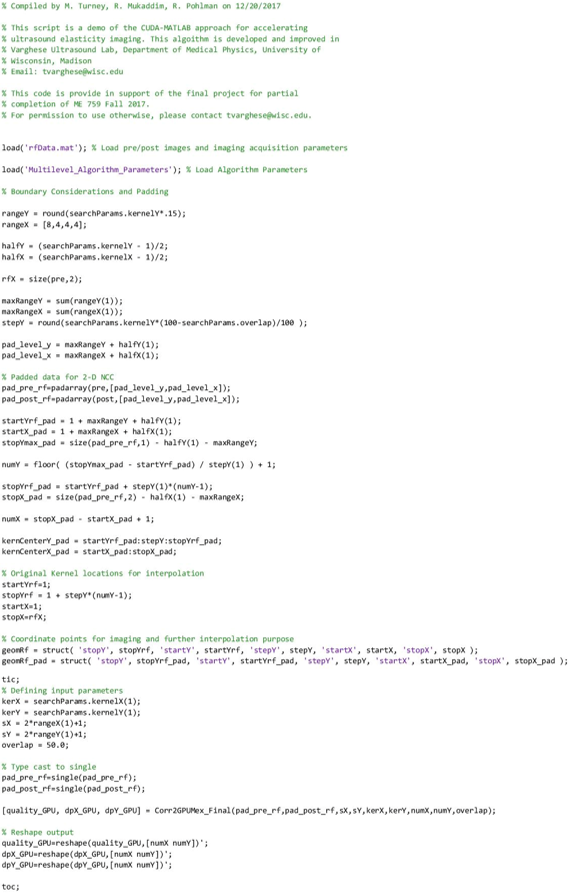 % Compiled by M. Turney, R. Mukaddim, R. Pohlman on 12/20/2017
% This script is a demo of the CUDA-MATLAB approach for accelerating
% ultrasound elasticity imaging. This algoithm is developed and improved in
% Varghese Ultrasound Lab, Department of Medical Physics, University of
% Wisconsin, Madison
% Email: tvarghese@wisc.edu
% This code is provide in support of the final project for partial
% completion of ME 759 Fall 2017.
% For permission to use otherwise, please contact tvarghese@wisc.edu.
load('rfData.mat'); % Load pre/post images and imaging acquisition parameters
load('Multilevel_Algorithm_Parameters'); % Load Algorithm Parameters
% Boundary Considerations and Padding
rangeY = round(searchParams.kernelY*.15);
rangeX = [8,4,4,4];
halfY = (searchParams.kernelY - 1)/2;
halfX = (searchParams.kernelX - 1)/2;
rfX = size(pre,2);
maxRangeY = sum(rangeY(1));
maxRangeX = sum(rangeX(1));
stepY = round(searchParams.kernelY*(100-searchParams.overlap)/100 );
pad_level_y = maxRangeY + halfY(1);
pad_level_x = maxRangeX + halfX(1);
% Padded data for 2-D NCC
pad_pre_rf=padarray(pre,[pad_level_y,pad_level_x]);
pad_post_rf=padarray(post,[pad_level_y,pad_level_x]);
startYrf_pad = 1 + maxRangeY + halfY(1);
startX_pad = 1 + maxRangeX + halfX(1);
stopYmax_pad = size(pad_pre_rf,1) - halfY(1) - maxRangeY;
numY = floor( (stopYmax_pad - startYrf_pad) / stepY(1) ) + 1;
stopYrf_pad = startYrf_pad + stepY(1)*(numY-1);
stopX_pad = size(pad_pre_rf,2) - halfX(1) - maxRangeX;
numX = stopX_pad - startX_pad + 1;
kernCenterY_pad = startYrf_pad:stepY:stopYrf_pad;
kernCenterX_pad = startX_pad:stopX_pad;
% Original Kernel locations for interpolation
startYrf=1;
stopYrf = 1 + stepY*(numY-1);
startX=1;
stopX=rfX;
% Coordinate points for imaging and further interpolation purpose
geomRf = struct( 'stopY', stopYrf, 'startY', startYrf, 'stepY', stepY, 'startX', startX, 'stopX', stopX );
geomRf_pad = struct( 'stopY', stopYrf_pad, 'startY', startYrf_pad, 'stepY', stepY, 'startX', startX_pad, 'stopX', stopX_pad );
tic;
% Defining input parameters
kerX = searchParams.kernelX(1);
kerY = searchParams.kernelY(1);
sX = 2*rangeX(1)+1;
sY = 2*rangeY(1)+1;
overlap = 50.0;
% Type cast to single
pad_pre_rf=single(pad_pre_rf);
pad_post_rf=single(pad_post_rf);
[quality_GPU, dpX_GPU, dpY_GPU] = Corr2GPUMex_Final(pad_pre_rf,pad_post_rf,sX,sY,kerX,kerY,numX,numY,overlap);
% Reshape output
quality_GPU=reshape(quality_GPU,[numX numY])';
dpX_GPU=reshape(dpX_GPU,[numX numY])';
dpY_GPU=reshape(dpY_GPU,[numX numY])';
toc;